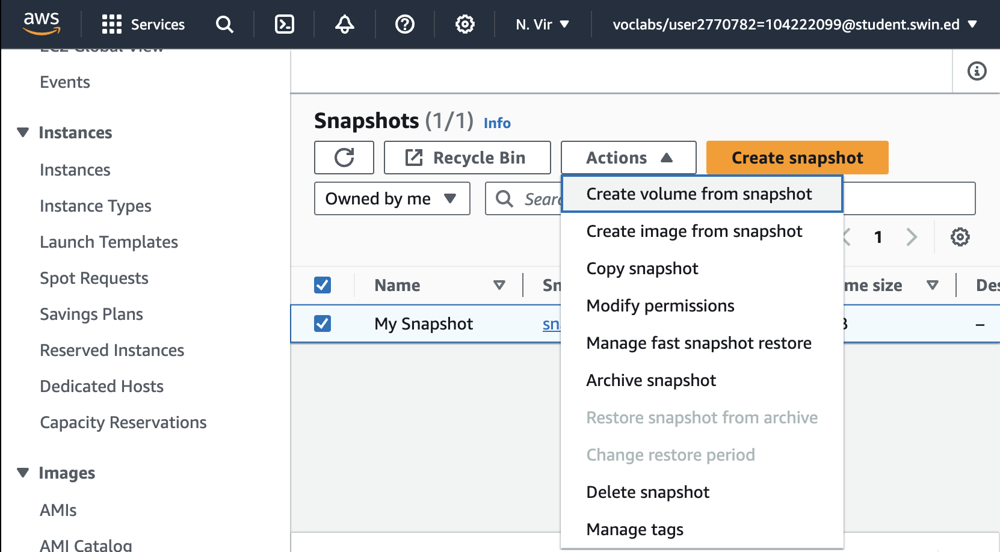 aws
Services
N. Vir
voclabs/user2770782=104222099@student.swin.ed
EC2 Global View
Events
Instances
Instances
Instance Types
Launch Templates
Spot Requests
Savings Plans
Reserved Instances
Dedicated Hosts
Capacity Reservations
Images
AMIs
AMI Catalog
Snapshots (1/1) Info
Recycle Bin
Actions
Create snapshot
Owned by me
Sear
1
Name
Sn
me size
Des
My Snapshot
sn
–
Create volume from snapshot
Create image from snapshot
Copy snapshot
Modify permissions
Manage fast snapshot restore
Archive snapshot
Restore snapshot from archive
Change restore period
Delete snapshot
Manage tags